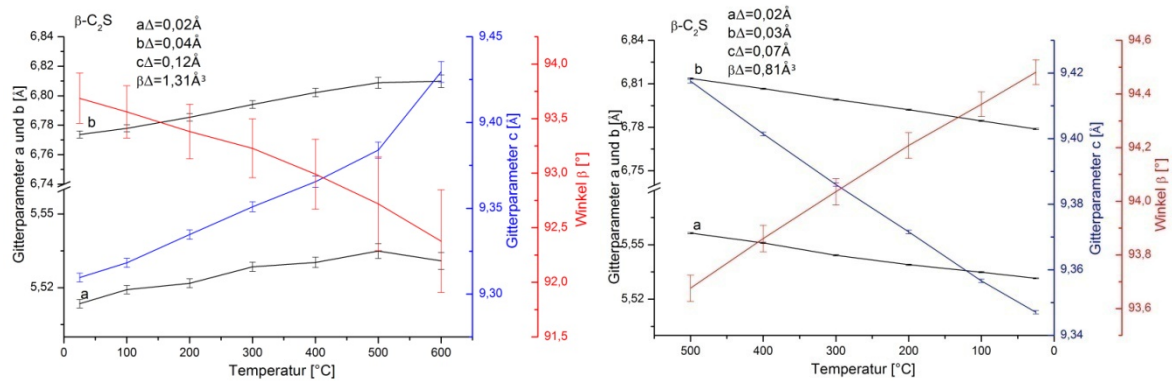 β-C₂S
aΔ=0,02Å
bΔ=0,04Å
cΔ=0,12Å
βΔ=1,31Å³
6,84
6,82
6,80
6,78
6,76
6,74
5,55
5,52
Gitterparameter a und b [Å]
b
a
0
100
200
300
400
500
600
Temperatur [°C]
9,45
9,40
9,35
9,30
Gitterparameter c [Å]
94,0
93,5
93,0
92,5
92,0
91,5
Winkel β [°]
β-C₂S
aΔ=0,02Å
bΔ=0,03Å
cΔ=0,07Å
βΔ=0,81Å³
6,84
6,81
6,78
6,75
5,55
5,52
Gitterparameter a und b [Å]
b
a
500
400
300
200
100
0
Temperatur [°C]
9,42
9,40
9,38
9,36
9,34
Gitterparameter c [Å]
94,6
94,4
94,2
94,0
93,8
93,6
Winkel β [°]